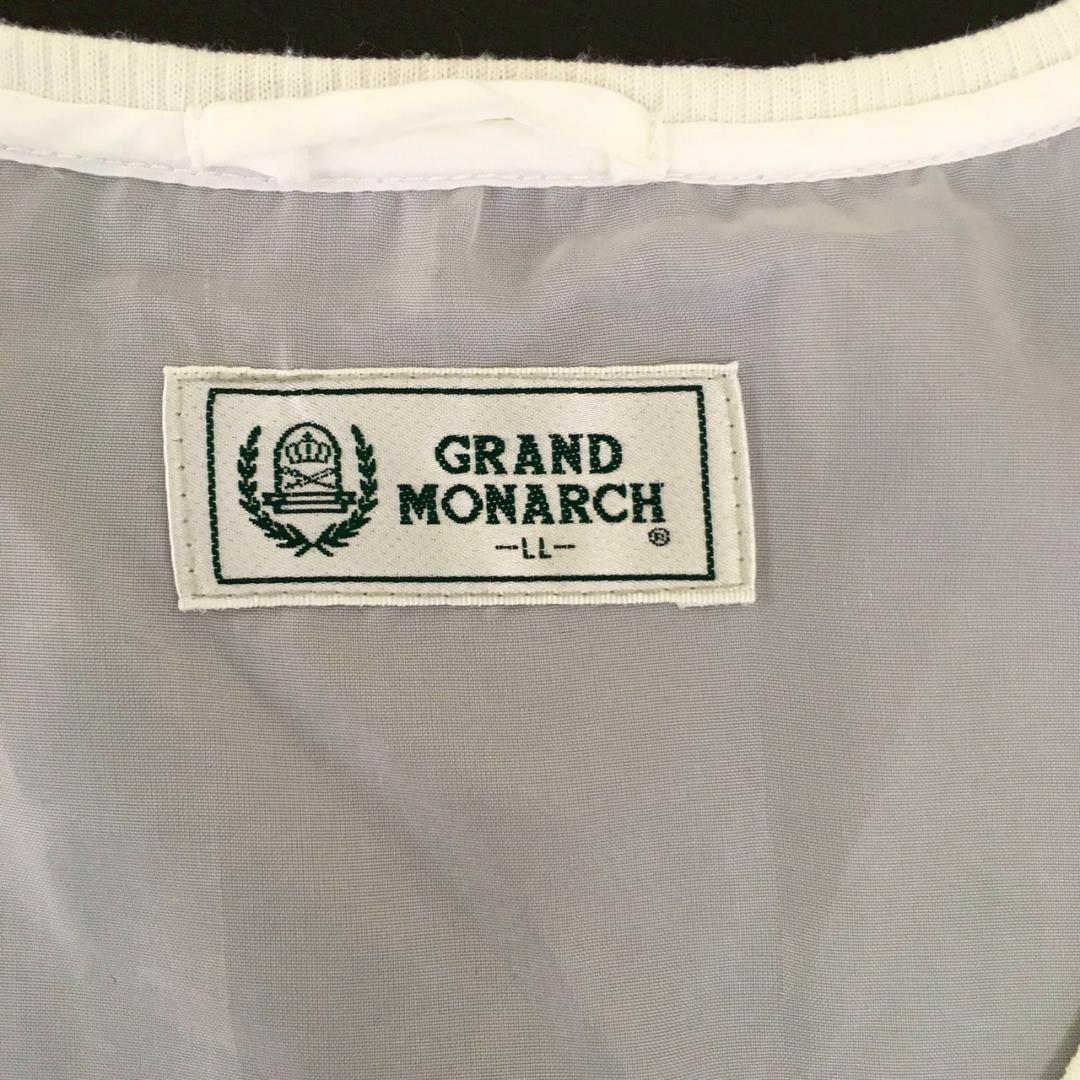 GRAND
MONARCH
-LL- ®